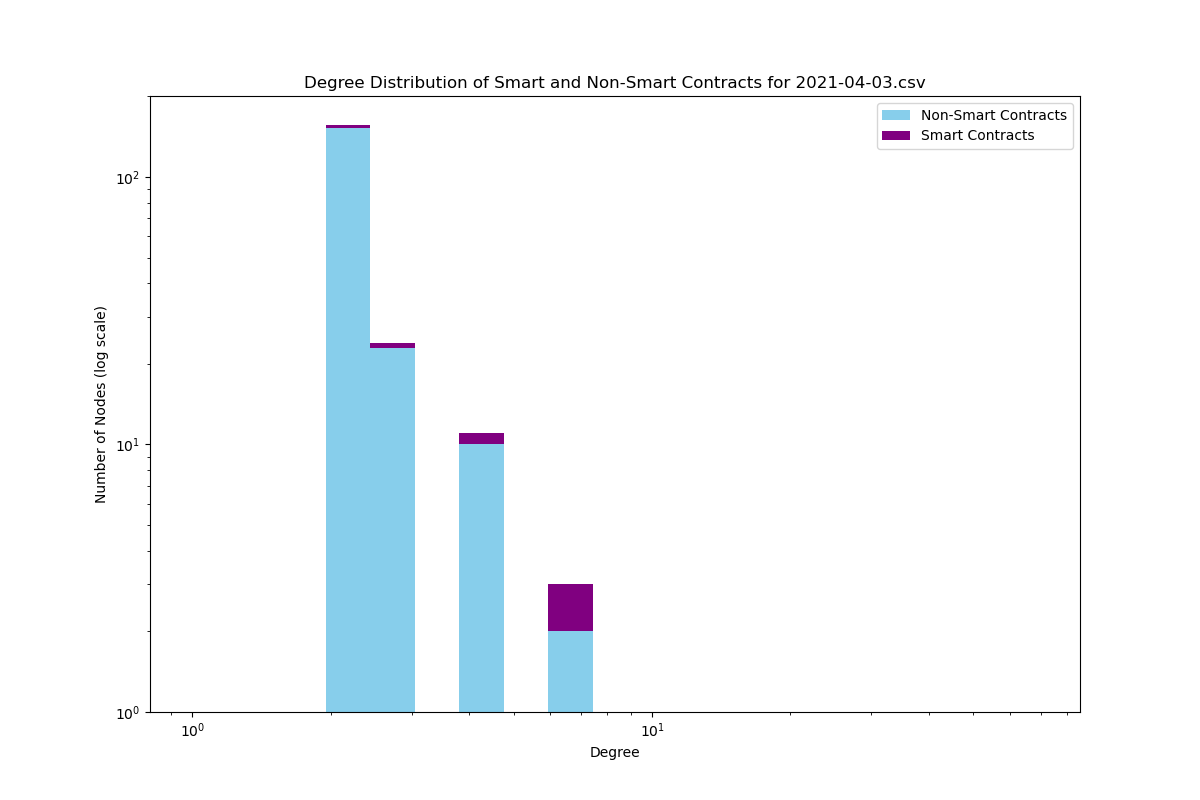 Degree Distribution of Smart and Non-Smart Contracts for 2021-04-03.csv
Non-Smart Contracts
Smart Contracts
10²
10¹
10⁰
Number of Nodes (log scale)
10⁰ 10¹
Degree